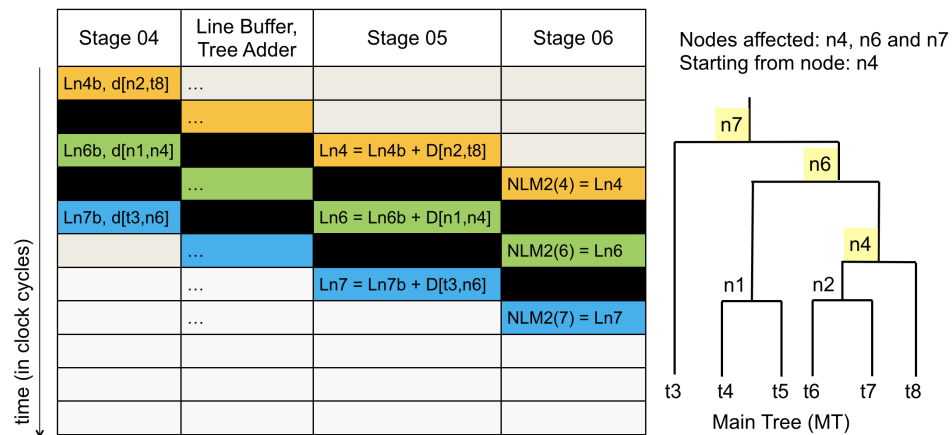 Stage 04
Line Buffer,
Tree Adder
Stage 05
Stage 06
Ln4b, d[n2,t8]
...
...
Ln6b, d[n1,n4]
Ln4 = Ln4b + D[n2,t8]
...
NLM2(4) = Ln4
Ln7b, d[t3,n6]
Ln6 = Ln6b + D[n1,n4]
...
NLM2(6) = Ln6
...
Ln7 = Ln7b + D[t3,n6]
...
NLM2(7) = Ln7
time (in clock cycles)
Nodes affected: n4, n6 and n7
Starting from node: n4
n7
n6
n4
n1
n2
t3
t4
t5
t6
t7
t8
Main Tree (MT)